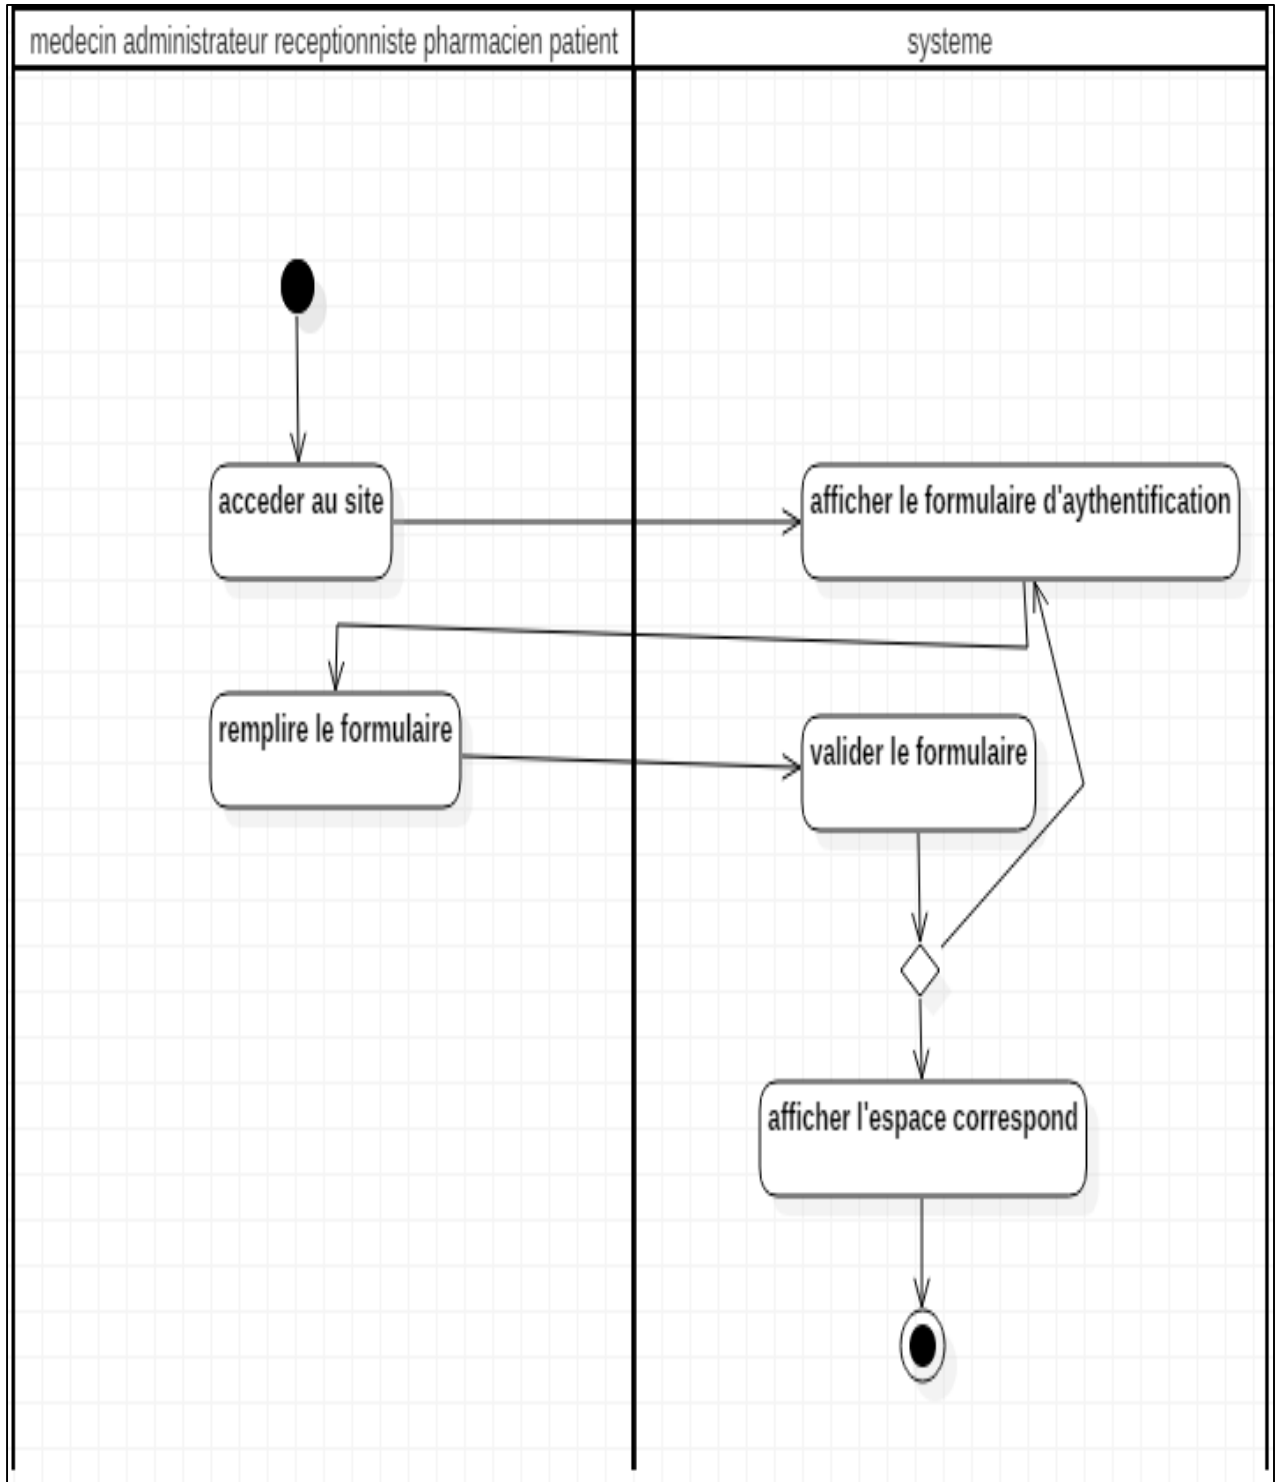 medecin administrateur receptionniste pharmacien patient
systeme
acceder au site
afficher le formulaire d'aythentification
remplire le formulaire
valider le formulaire
afficher l'espace correspond